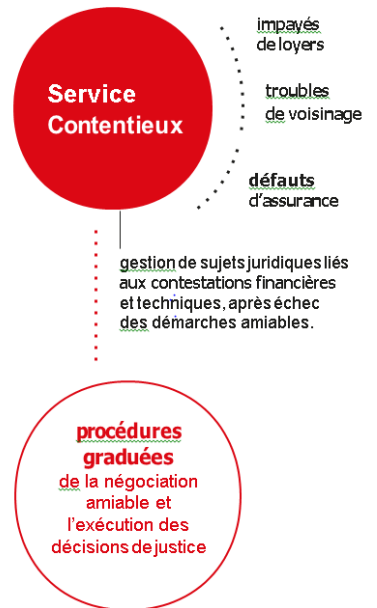 Service
Contentieux
impayés
de loyers
troubles
de voisinage
défauts
d'assurance
gestion de sujets juridiques liés
aux contestations financières
et techniques, après échec
des démarches amiables.
procédures
graduées
de la négociation
amiable et
l'exécution des
décisions de justice